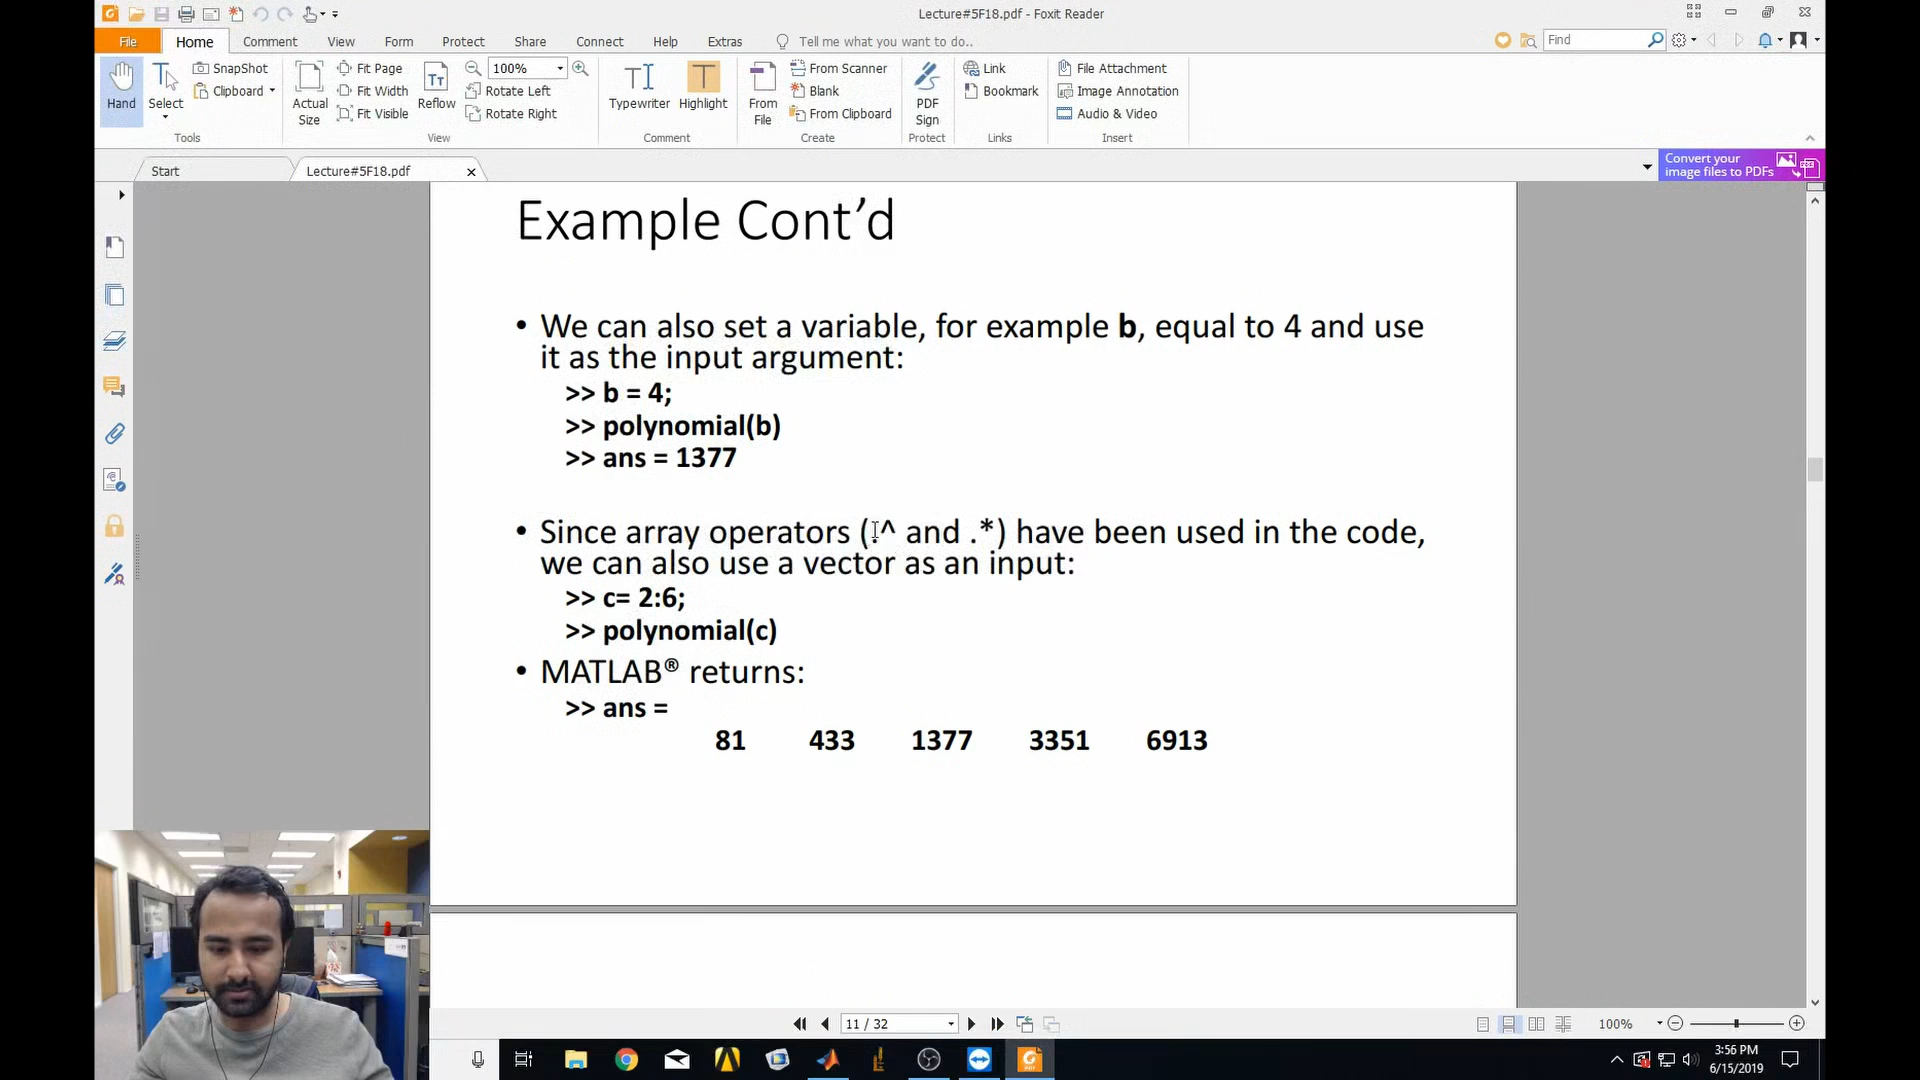 Lecture#5F18.pdf - Foxit Reader
File Home Comment View Form Protect Share Connect Help Extras Tell me what you want to do.. Find
Hand
Select
SnapShot
Clipboard
Tools
Actual Size
Fit Page
Fit Width
Fit Visible
Reflow
100%
Rotate Left
Rotate Right
View
Typewriter
Highlight
Comment
From File
From Scanner
Blank
From Clipboard
Create
PDF Sign
Protect
Link
Bookmark
Links
File Attachment
Image Annotation
Audio & Video
Insert
Start
Lecture#5F18.pdf
Convert your
image files to PDFs
Example Cont’d
• We can also set a variable, for example b, equal to 4 and use
it as the input argument:
>> b = 4;
>> polynomial(b)
>> ans = 1377
• Since array operators (.^ and .*) have been used in the code,
we can also use a vector as an input:
>> c= 2:6;
>> polynomial(c)
• MATLAB® returns:
>> ans =
81 433 1377 3351 6913
11 / 32
100%
3:56 PM
6/15/2019